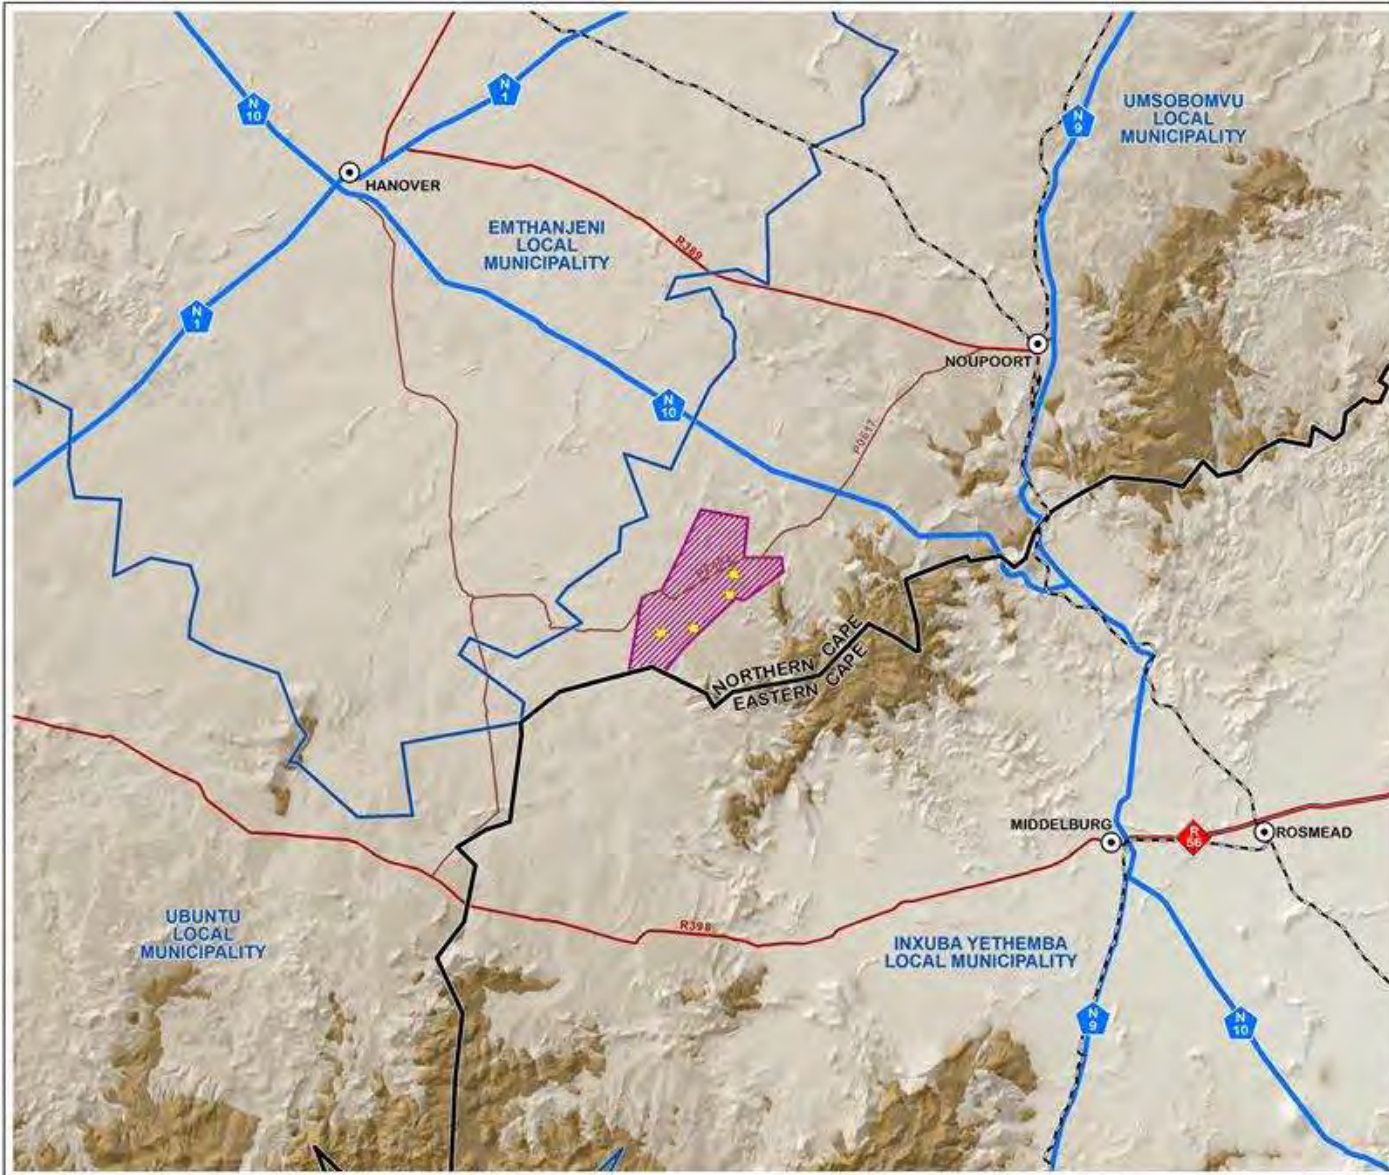 N
10
N
1
N
9
UMSOBOMVU
LOCAL
MUNICIPALITY
HANOVER
EMTHANJENI
LOCAL
MUNICIPALITY
R389
N
1
NOUPOORT
N
10
P0617
NORTHERN CAPE
EASTERN CAPE
MIDDELBURG
R
56
ROSMEAD
UBUNTU
LOCAL
MUNICIPALITY
R398
INXUBA YETHEMBA
LOCAL MUNICIPALITY
N
9
N
10